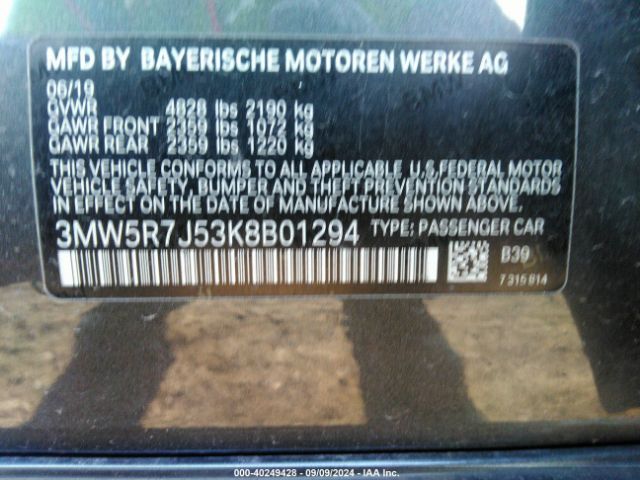 MFD BY BAYERISCHE MOTOREN WERKE AG
06/19
GVWR 4828 lbs 2190 kg
GAWR FRONT 2359 lbs 1072 kg
GAWR REAR 2359 lbs 1220 kg
THIS VEHICLE CONFORMS TO ALL APPLICABLE U.S.FEDERAL MOTOR
VEHICLE SAFETY, BUMPER AND THEFT PREVENTION STANDARDS
IN EFFECT ON THE DATE OF MANUFACTURE SHOWN ABOVE.
3MW5R7J53K8B01294 TYPE: PASSENGER CAR
B39
7315814
000-40249428 - 09/09/2024 - IAA Inc.